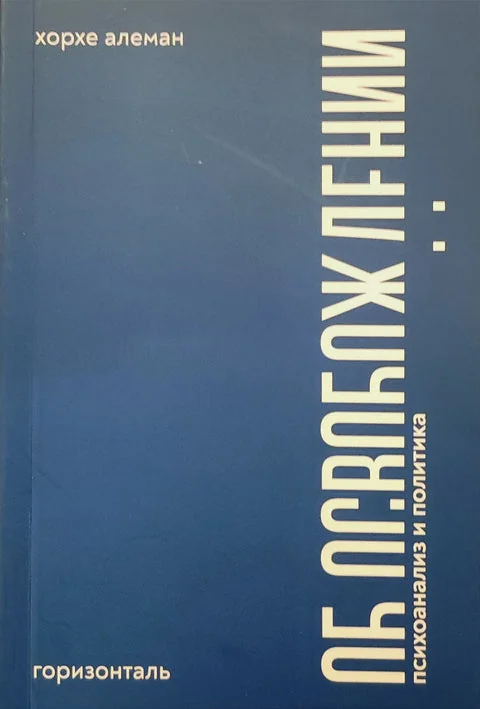 хорхе алеман
ОБ ОСВОБОЖДЕНИИ
психоанализ и политика
горизонталь